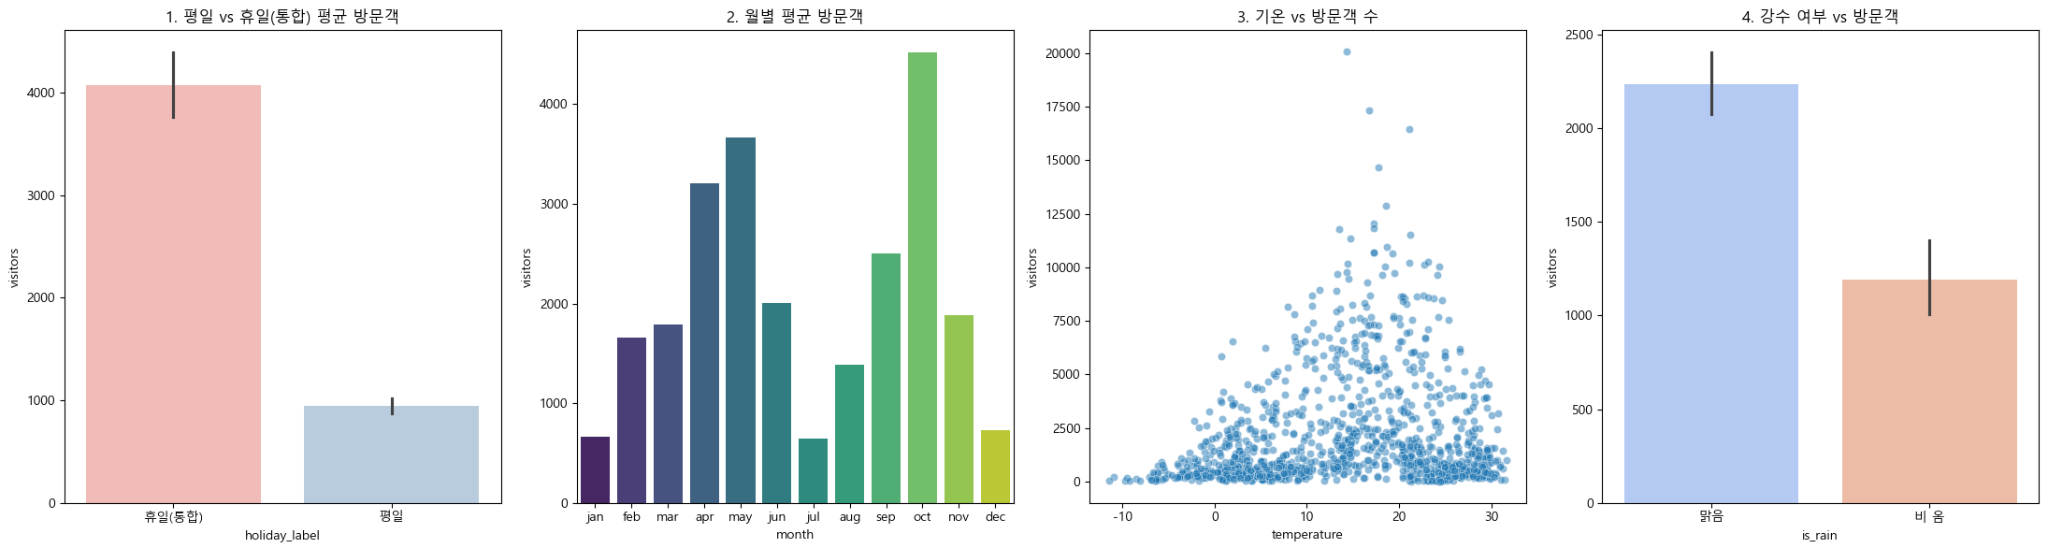 1. 평일 vs 휴일(통합) 평균 방문객
4000
3000
2000
1000
0
visitors
휴일(통합)
평일
holiday_label
2. 월별 평균 방문객
4000
3000
2000
1000
0
visitors
jan feb mar apr may jun jul aug sep oct nov dec
month
3. 기온 vs 방문객 수
20000
17500
15000
12500
10000
7500
5000
2500
0
visitors
-10 0 10 20 30
temperature
4. 강수 여부 vs 방문객
2500
2000
1500
1000
500
0
visitors
맑음
비 옴
is_rain